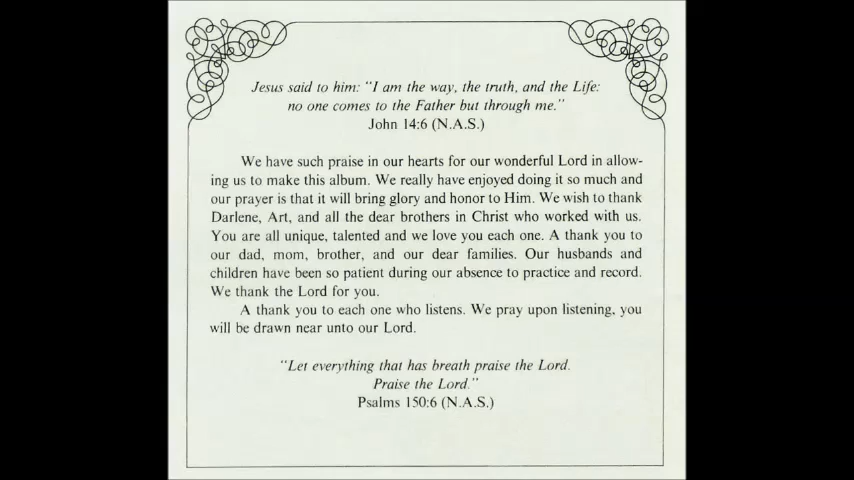 Jesus said to him: "I am the way, the truth, and the Life:
no one comes to the Father but through me."
John 14:6 (N.A.S.)
We have such praise in our hearts for our wonderful Lord in allow-
ing us to make this album. We really have enjoyed doing it so much and
our prayer is that it will bring glory and honor to Him. We wish to thank
Darlene, Art, and all the dear brothers in Christ who worked with us.
You are all unique, talented and we love you each one. A thank you to
our dad, mom, brother, and our dear families. Our husbands and
children have been so patient during our absence to practice and record.
We thank the Lord for you.
A thank you to each one who listens. We pray upon listening, you
will be drawn near unto our Lord.
"Let everything that has breath praise the Lord.
Praise the Lord."
Psalms 150:6 (N.A.S.)